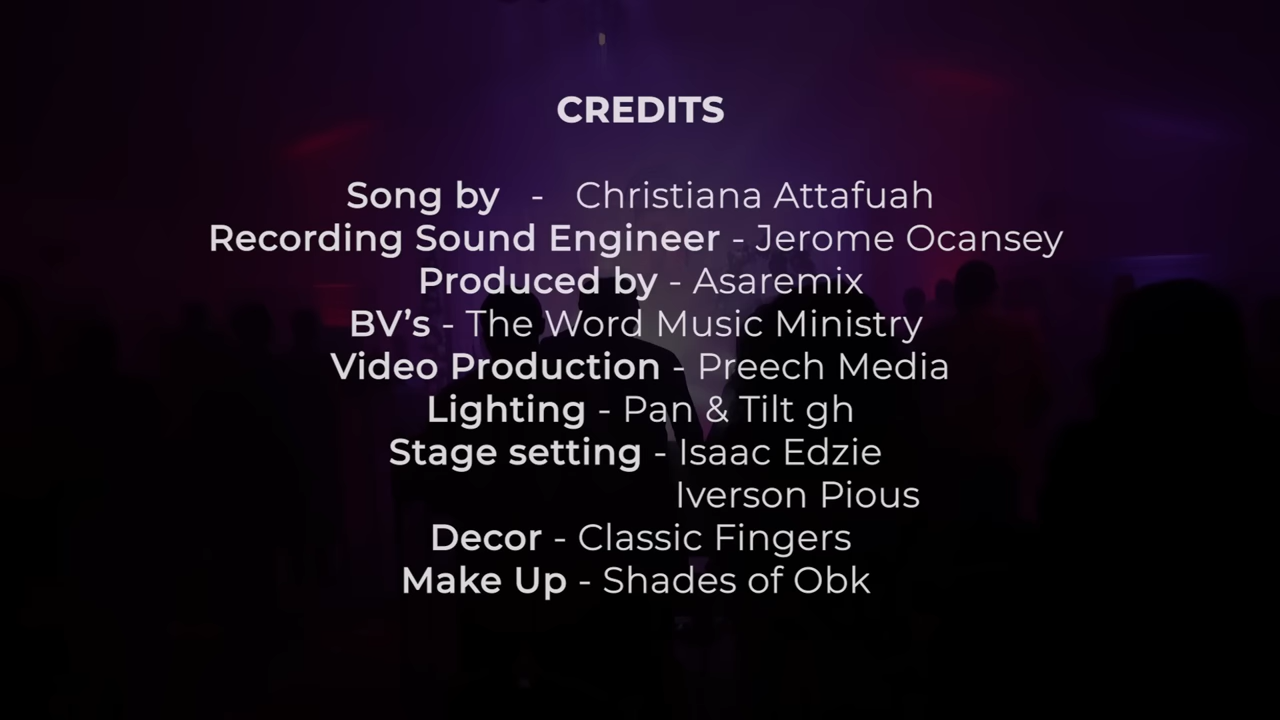 CREDITS
Song by - Christiana Attafuah
Recording Sound Engineer - Jerome Ocansey
Produced by - Asaremix
BV’s - The Word Music Ministry
Video Production - Preech Media
Lighting - Pan & Tilt gh
Stage setting - Isaac Edzie
Iverson Pious
Decor - Classic Fingers
Make Up - Shades of Obk